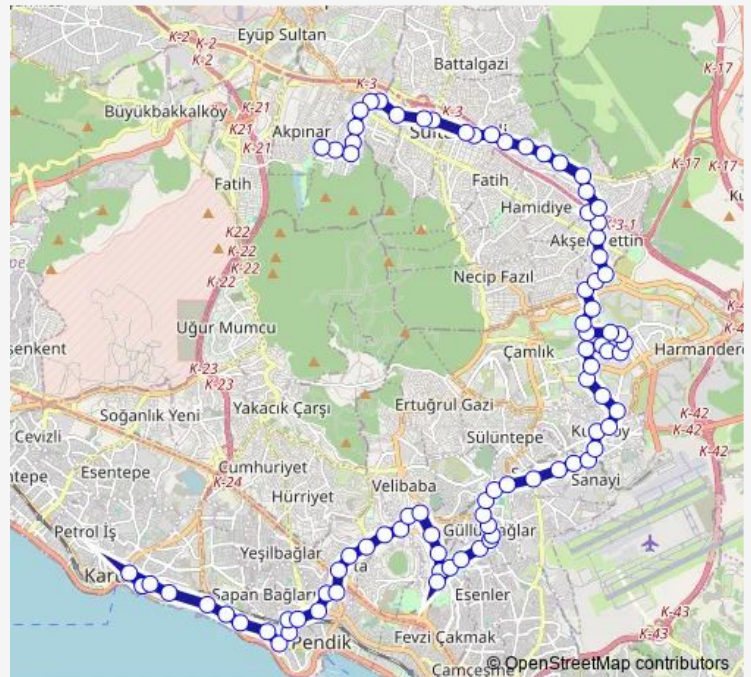 K-2
K-2
K-2
Eyüp Sultan
Battalgazi
K-17
K-3
Büyükbakkalköy
K-21
K-3
K21
Akpınar
K-21
K-17
K-17
Fatih
Fatih
Hamidiye
K22
K-3-1
K-22
K-22
K-22
Necip Fazıl
Uğur Mumcu
Çamlık
Harmandere
K-23
K-23
Yakacık Çarşı
Ertuğrul Gazi
K-42
K-42
Soğanlık Yeni
Cevizli
Sülüntepe
Esentepe
Cumhuriyet
K-24
Hürriyet
Velibaba
Sanayi
Petrol İş
Yeşilbağlar
Sapan Bağları
Esenler
K-43
K-43
Pendik
Fevzi Çakmak
Camçeşme
© OpenStreetMap contributors